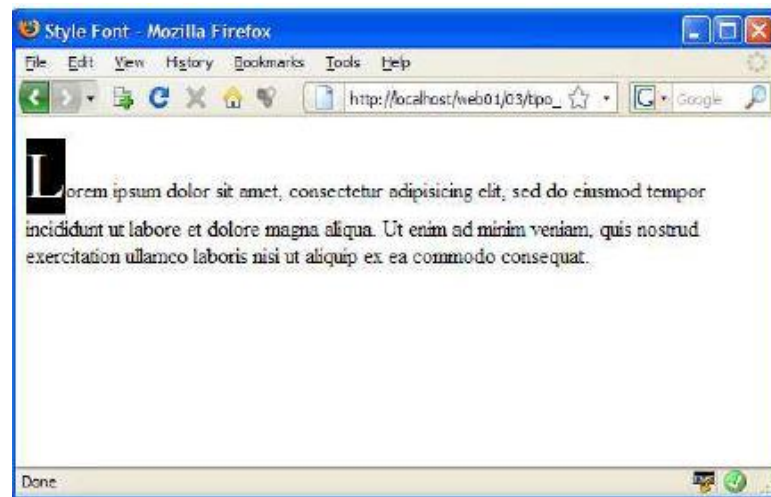 Style Font - Mozilla Firefox
File Edit View History Bookmarks Tools Help
http://localhost/web01/03/tipo_ G Google
Lorem ipsum dolor sit amet, consectetur adipisicing elit, sed do eiusmod tempor
incididunt ut labore et dolore magna aliqua. Ut enim ad minim veniam, quis nostrud
exercitation ullamco laboris nisi ut aliquip ex ea commodo consequat.
Done